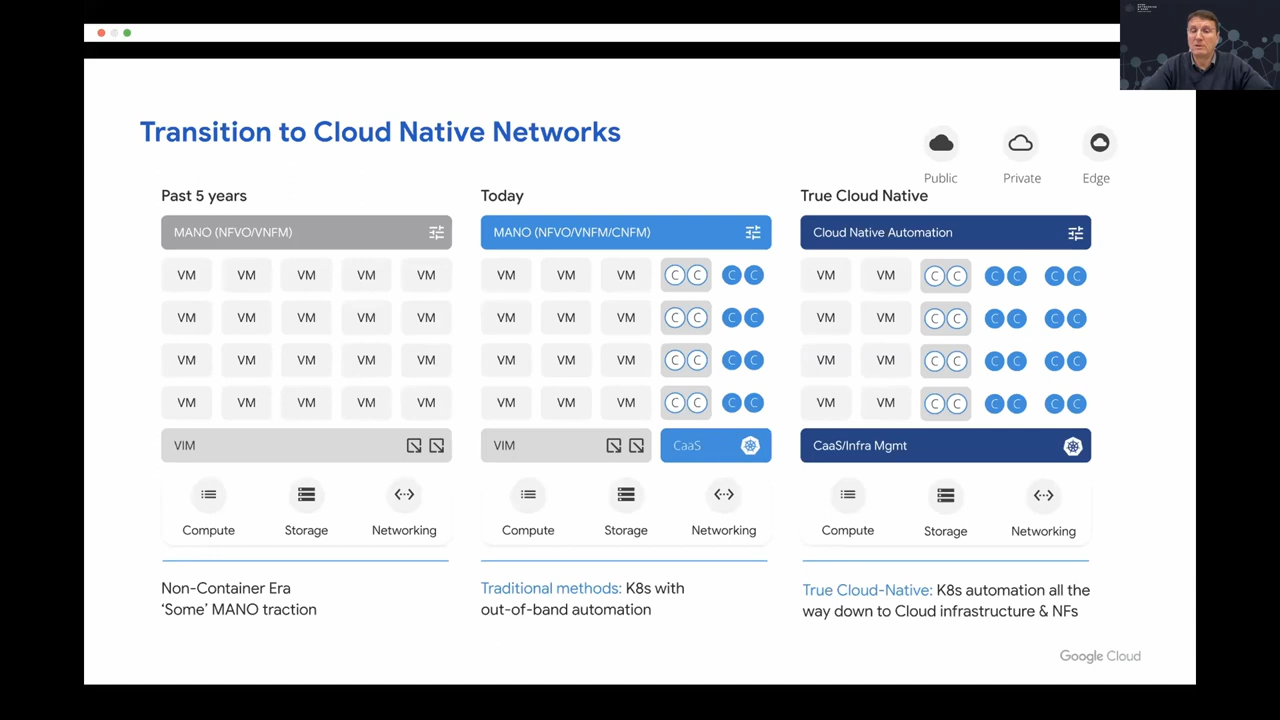 Transition to Cloud Native Networks
Public
Private
Edge
Past 5 years
MANO (NFVO/VNFM)
VM VM VM VM VM
VM VM VM VM VM
VM VM VM VM VM
VM VM VM VM VM
VIM
Compute
Storage
Networking
Non-Container Era
‘Some’ MANO traction
Today
MANO (NFVO/VNFM/CNFM)
VM VM VM C C C C
VM VM VM C C C C
VM VM VM C C C C
VM VM VM C C C C
VIM
CaaS
Compute
Storage
Networking
Traditional methods: K8s with
out-of-band automation
True Cloud Native
Cloud Native Automation
VM VM C C C C C C
VM VM C C C C C C
VM VM C C C C C C
VM VM C C C C C C
CaaS/Infra Mgmt
Compute
Storage
Networking
True Cloud-Native: K8s automation all the
way down to Cloud infrastructure & NFs
Google Cloud